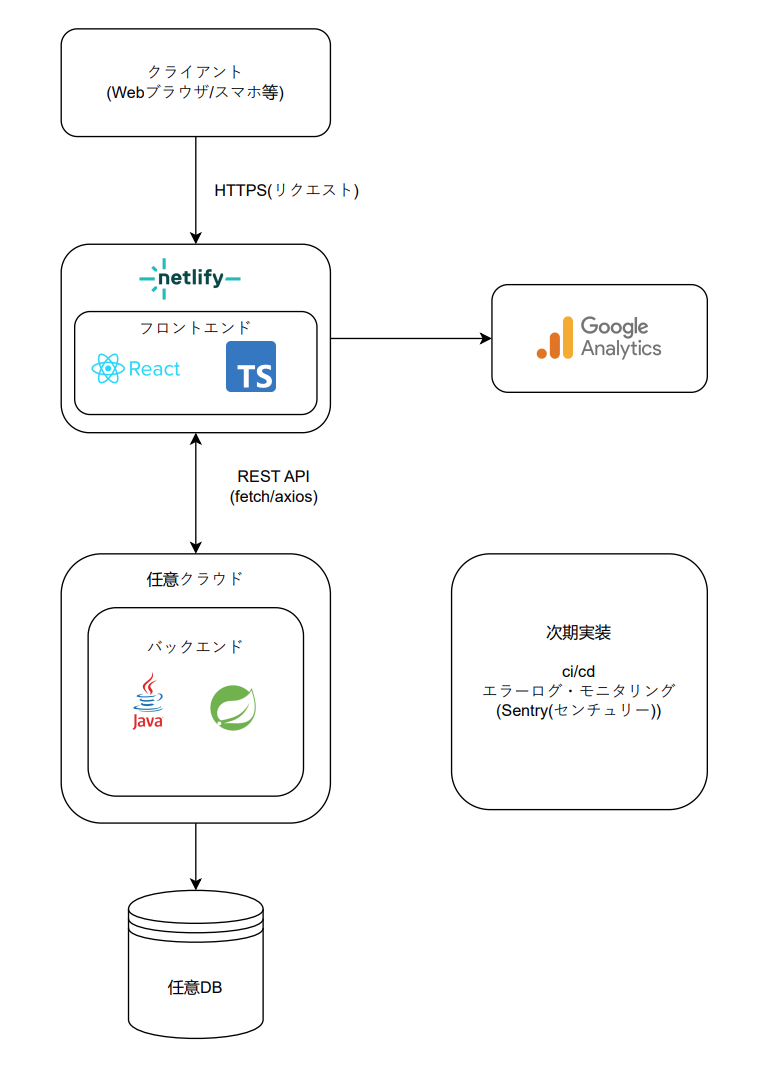 クライアント
(Webブラウザ/スマホ等)
HTTPS(リクエスト)
netlify
フロントエンド
React
TS
Google
Analytics
REST API
(fetch/axios)
任意クラウド
バックエンド
Java
次期実装
ci/cd
エラーログ・モニタリング
(Sentry(センチュリー))
任意DB